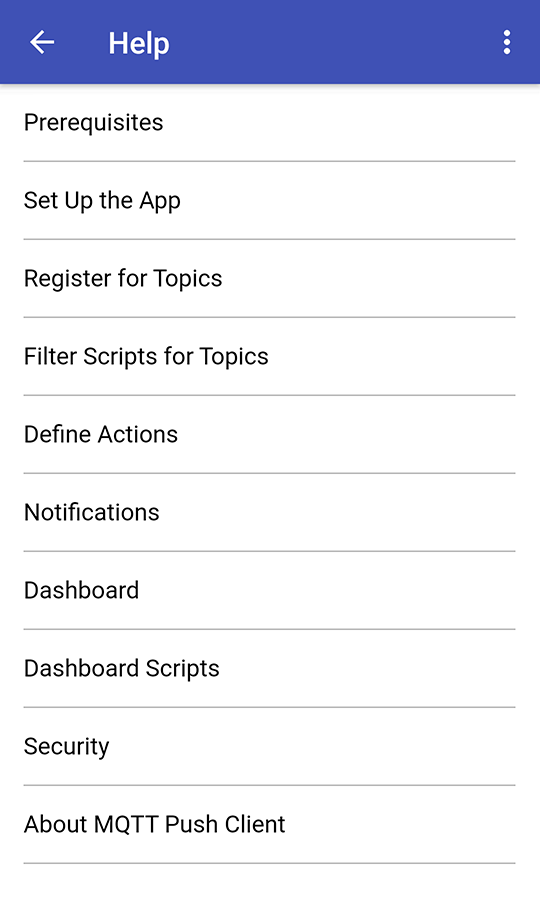 Help
Prerequisites
Set Up the App
Register for Topics
Filter Scripts for Topics
Define Actions
Notifications
Dashboard
Dashboard Scripts
Security
About MQTT Push Client